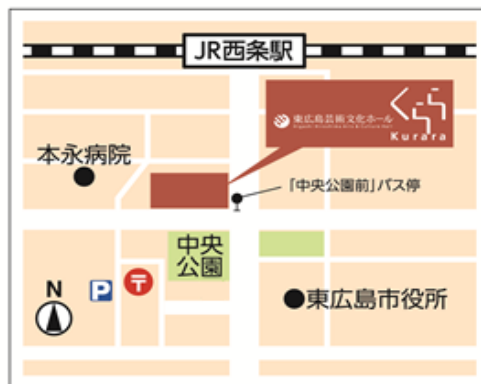 JR西条駅
東広島芸術文化ホール
くらら
Kurara
本永病院
「中央公園前」バス停
中央
公園
N
P
〒
東広島市役所